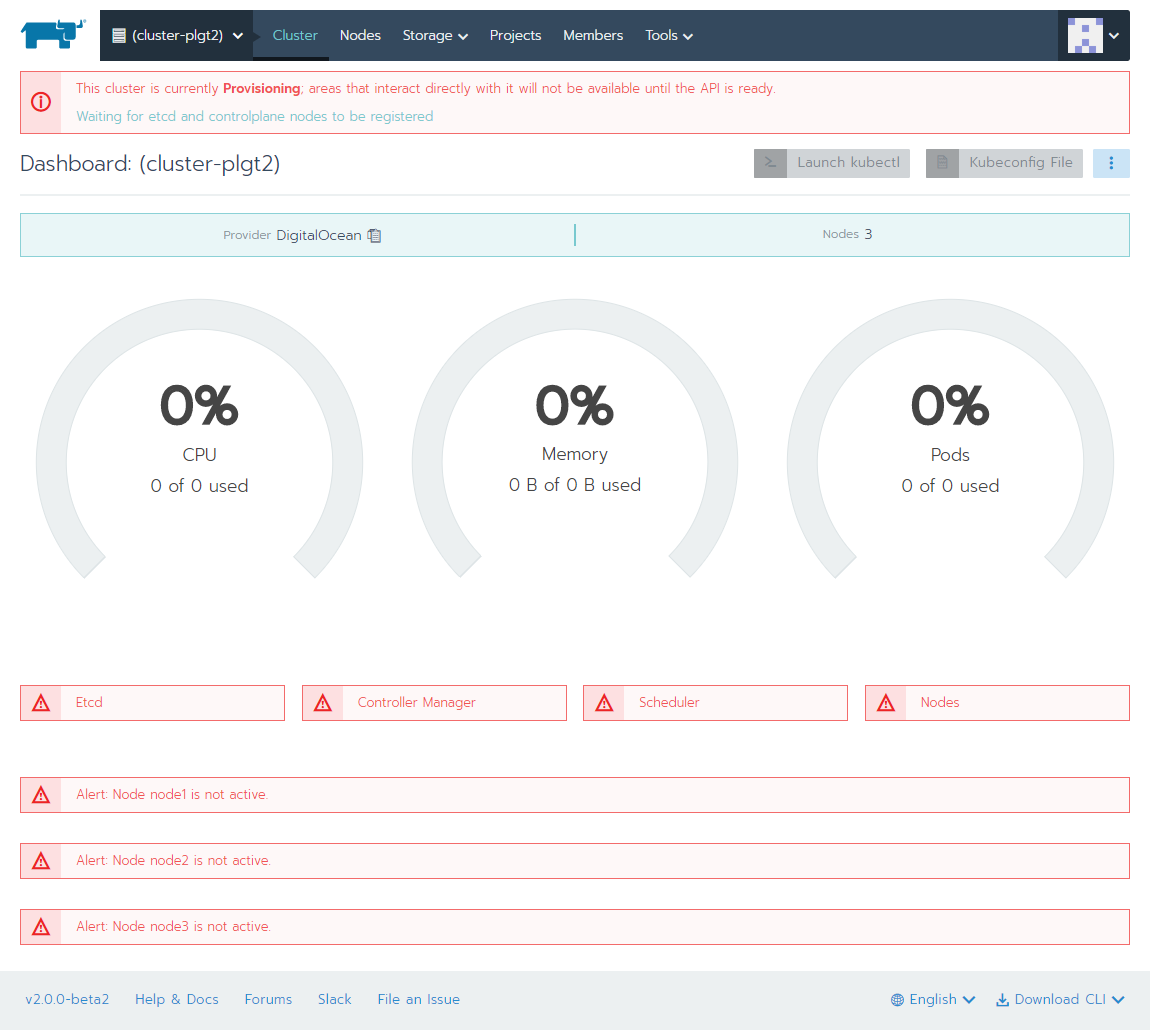 (cluster-plgt2) Cluster Nodes Storage Projects Members Tools
This cluster is currently Provisioning; areas that interact directly with it will not be available until the API is ready.
Waiting for etcd and controlplane nodes to be registered
Dashboard: (cluster-plgt2) Launch kubectl Kubeconfig File
Provider DigitalOcean Nodes 3
0% 0% 0%
CPU Memory Pods
0 of 0 used 0 B of 0 B used 0 of 0 used
Etcd Controller Manager Scheduler Nodes
Alert: Node node1 is not active.
Alert: Node node2 is not active.
Alert: Node node3 is not active.
v2.0.0-beta2 Help & Docs Forums Slack File an Issue English Download CLI